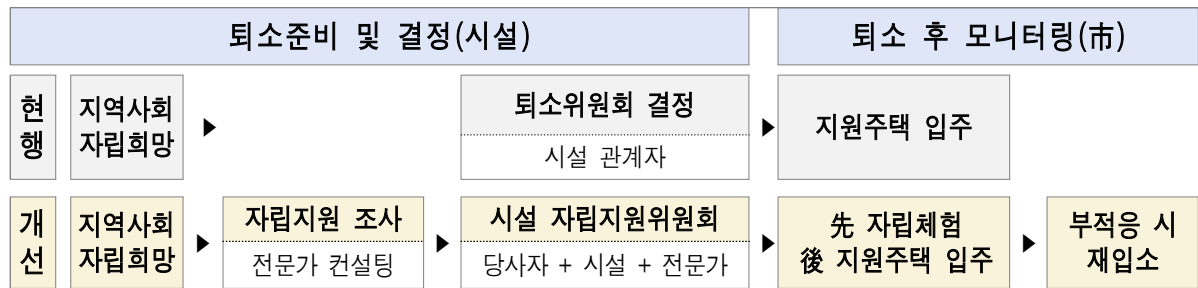 퇴소준비 및 결정(시설)
퇴소 후 모니터링(市)
현행
지역사회
자립희망
▶
퇴소위원회 결정
시설 관계자
▶
지원주택 입주
개선
지역사회
자립희망
▶
자립지원 조사
전문가 컨설팅
▶
시설 자립지원위원회
당사자 + 시설 + 전문가
▶
先 자립체험
後 지원주택 입주
▶
부적응 시
재입소